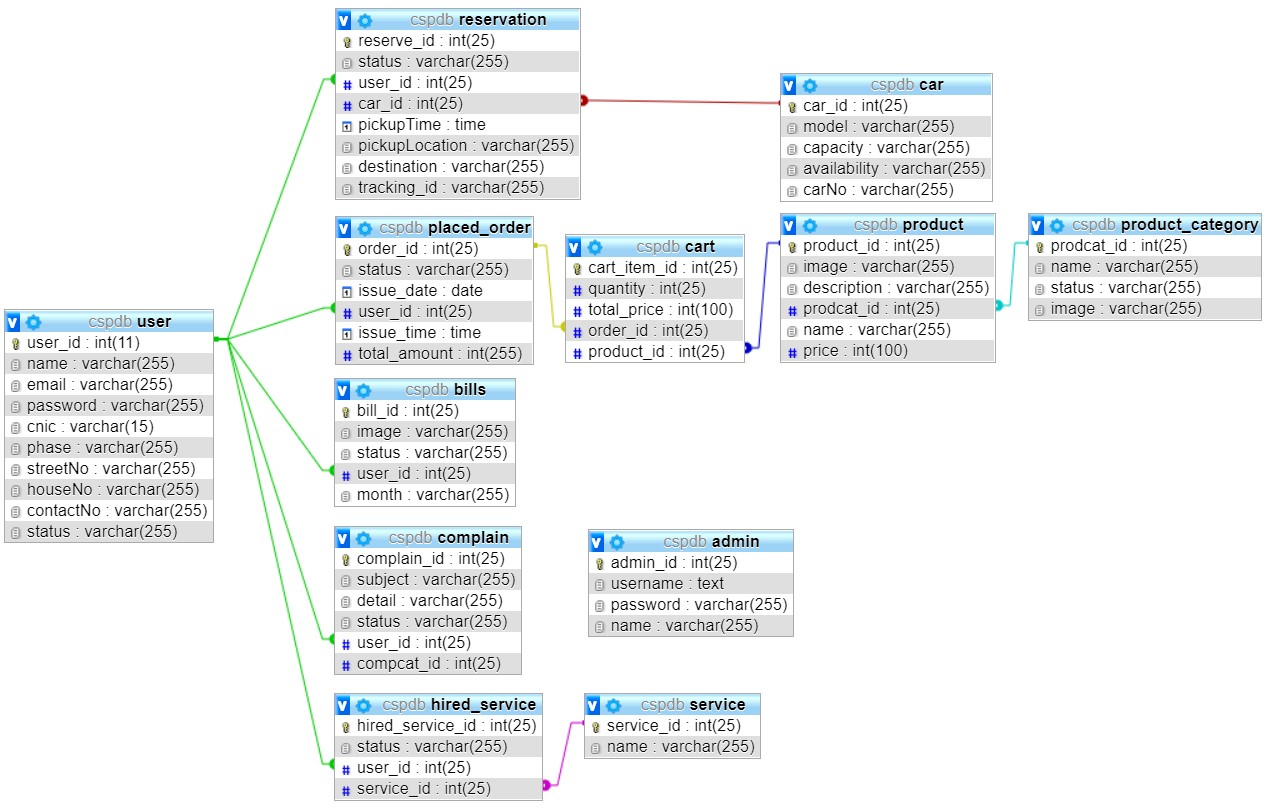 cspdb reservation
reserve_id : int(25)
status : varchar(255)
user_id : int(25)
car_id : int(25)
pickupTime : time
pickupLocation : varchar(255)
destination : varchar(255)
tracking_id : varchar(255)
cspdb car
car_id : int(25)
model : varchar(255)
capacity : varchar(255)
availability : varchar(255)
carNo : varchar(255)
cspdb placed_order
order_id : int(25)
status : varchar(255)
issue_date : date
user_id : int(25)
issue_time : time
total_amount : int(255)
cspdb cart
cart_item_id : int(25)
quantity : int(25)
total_price : int(100)
order_id : int(25)
product_id : int(25)
cspdb product
product_id : int(25)
image : varchar(255)
description : varchar(255)
prodcat_id : int(25)
name : varchar(255)
price : int(100)
cspdb product_category
prodcat_id : int(25)
name : varchar(255)
status : varchar(255)
image : varchar(255)
cspdb user
user_id : int(11)
name : varchar(255)
email : varchar(255)
password : varchar(255)
cnic : varchar(15)
phase : varchar(255)
streetNo : varchar(255)
houseNo : varchar(255)
contactNo : varchar(255)
status : varchar(255)
cspdb bills
bill_id : int(25)
image : varchar(255)
status : varchar(255)
user_id : int(25)
month : varchar(255)
cspdb complain
complain_id : int(25)
subject : varchar(255)
detail : varchar(255)
status : varchar(255)
user_id : int(25)
compcat_id : int(25)
cspdb admin
admin_id : int(25)
username : text
password : varchar(255)
name : varchar(255)
cspdb hired_service
hired_service_id : int(25)
status : varchar(255)
user_id : int(25)
service_id : int(25)
cspdb service
service_id : int(25)
name : varchar(255)